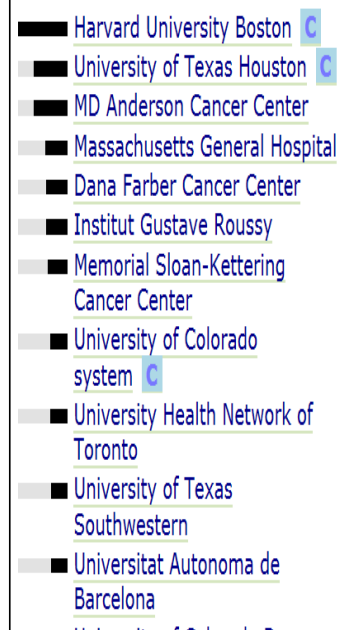 Harvard University Boston C
University of Texas Houston C
MD Anderson Cancer Center
Massachusetts General Hospital
Dana Farber Cancer Center
Institut Gustave Roussy
Memorial Sloan-Kettering
Cancer Center
University of Colorado
system C
University Health Network of
Toronto
University of Texas
Southwestern
Universitat Autonoma de
Barcelona